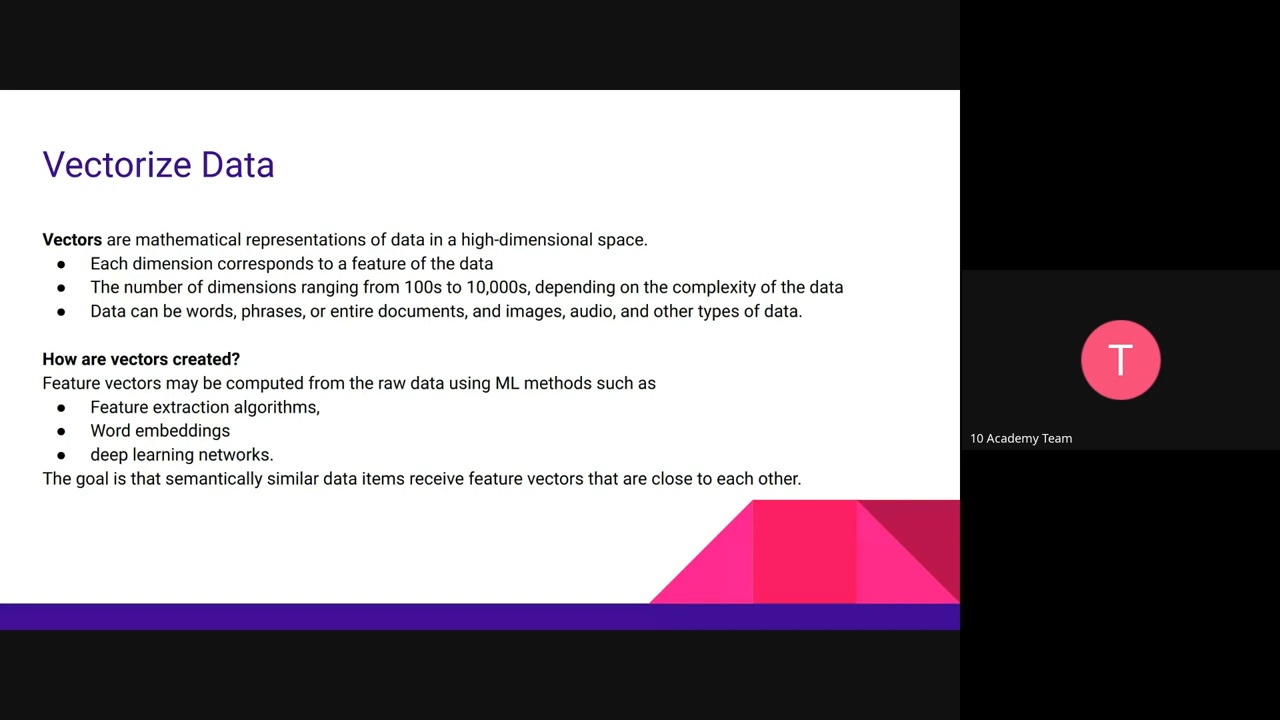 Vectorize Data
Vectors are mathematical representations of data in a high-dimensional space.
● Each dimension corresponds to a feature of the data
● The number of dimensions ranging from 100s to 10,000s, depending on the complexity of the data
● Data can be words, phrases, or entire documents, and images, audio, and other types of data.
How are vectors created?
Feature vectors may be computed from the raw data using ML methods such as
● Feature extraction algorithms,
● Word embeddings
● deep learning networks.
The goal is that semantically similar data items receive feature vectors that are close to each other.
T
10 Academy Team